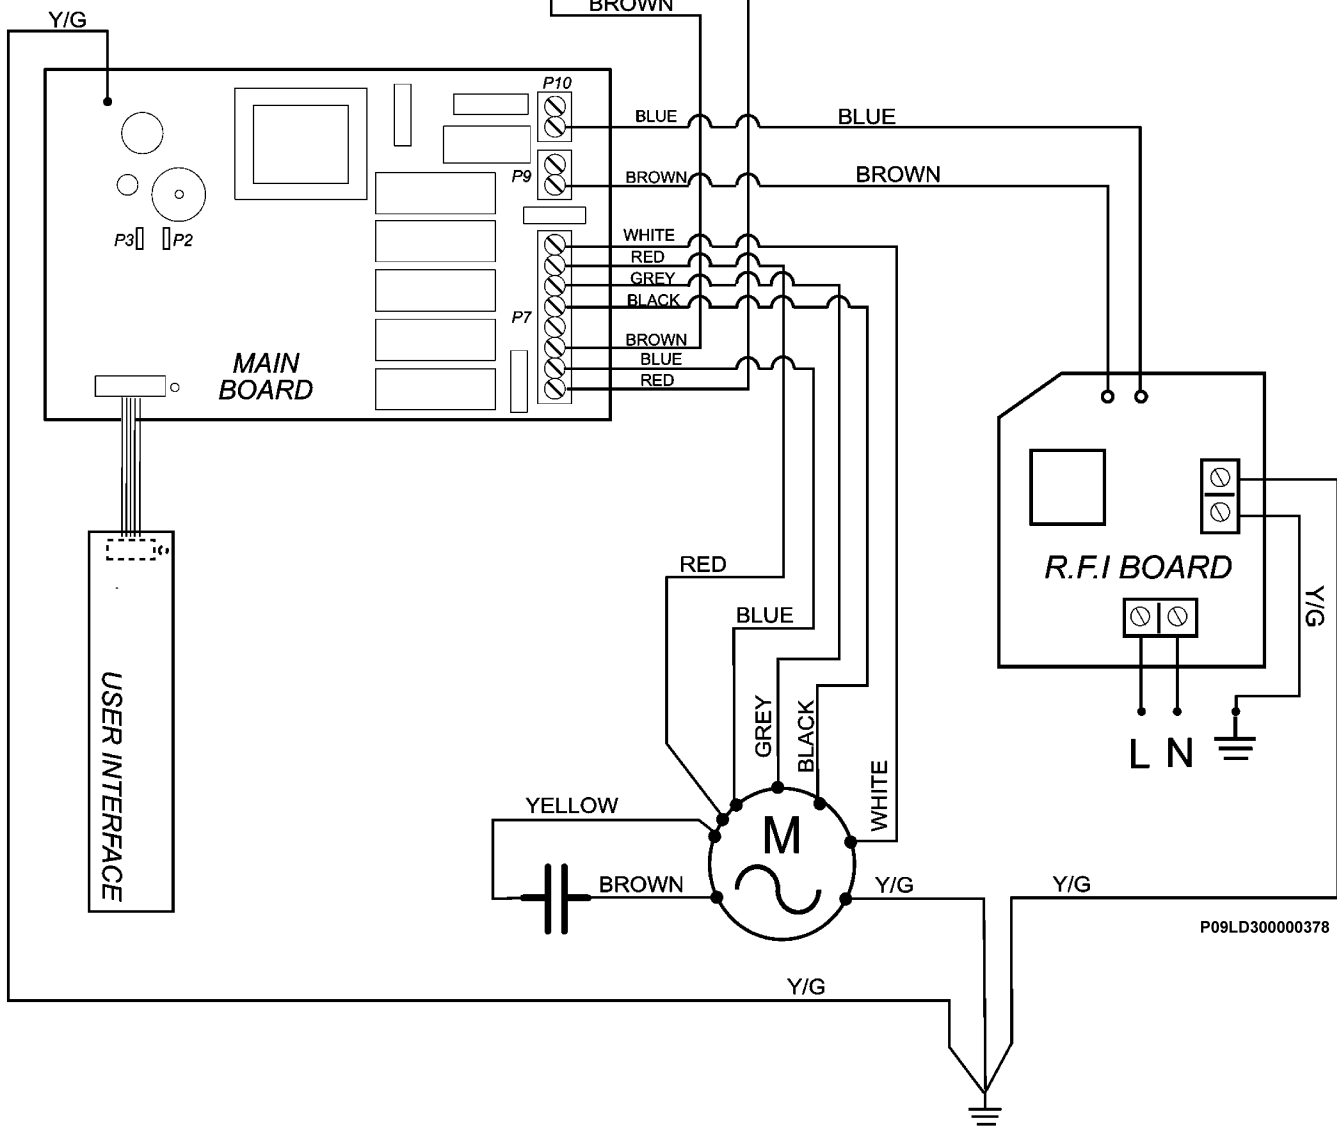 BROWN
Y/G
P10
BLUE
BLUE
P9
BROWN
BROWN
P3
P2
WHITE
RED
GREY
BLACK
P7
BROWN
BLUE
RED
MAIN
BOARD
RED
BLUE
GREY
BLACK
WHITE
R.F.I BOARD
Y/G
L N
USER INTERFACE
YELLOW
M
BROWN
Y/G
Y/G
P09LD300000378
Y/G